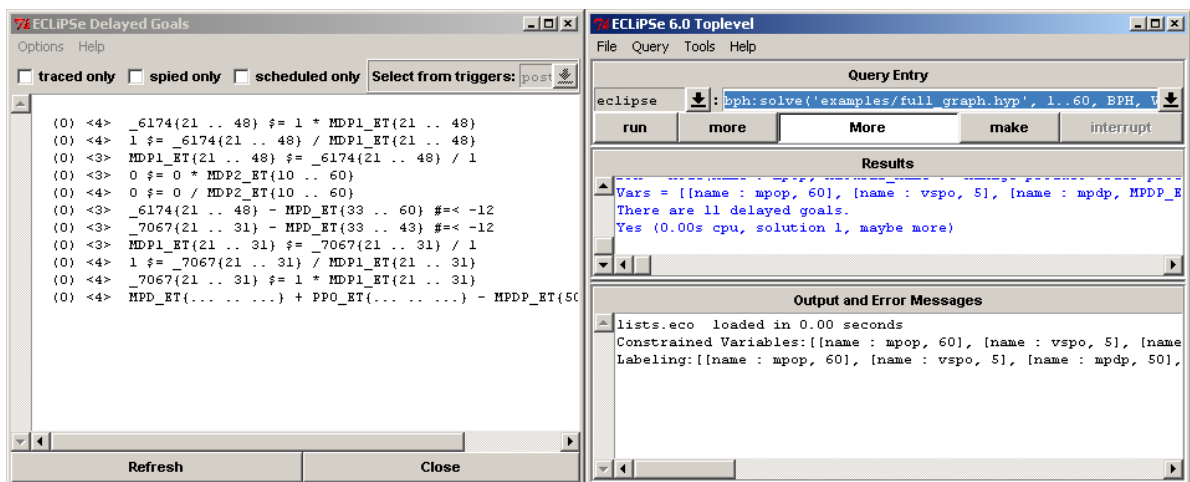 ECLiPSe Delayed Goals
Options Help
traced only spied only scheduled only Select from triggers: post
(0) <4> _6174{21 .. 48} $= 1 * MDP1_ET{21 .. 48}
(0) <4> 1 $= _6174{21 .. 48} / MDP1_ET{21 .. 48}
(0) <3> MDP1_ET{21 .. 48} $= _6174{21 .. 48} / 1
(0) <3> 0 $= 0 * MDP2_ET{10 .. 60}
(0) <4> 0 $= 0 / MDP2_ET{10 .. 60}
(0) <3> _6174{21 .. 48} - MPD_ET{33 .. 60} #=< -12
(0) <3> _7067{21 .. 31} - MPD_ET{33 .. 43} #=< -12
(0) <3> MDP1_ET{21 .. 31} $= _7067{21 .. 31} / 1
(0) <4> 1 $= _7067{21 .. 31} / MDP1_ET{21 .. 31}
(0) <4> _7067{21 .. 31} $= 1 * MDP1_ET{21 .. 31}
(0) <4> MPD_ET{... .. ...} + PPO_ET{... .. ...} - MPDP_ET{50
Refresh Close
ECLiPSe 6.0 Toplevel
File Query Tools Help
Query Entry
eclipse : bph:solve('examples/full_graph.hyp', 1..60, BPH, V
run more More make interrupt
Results
Vars = [[name : mpop, 60], [name : vspo, 5], [name : mpdp, MPDP_E
There are 11 delayed goals.
Yes (0.00s cpu, solution 1, maybe more)
Output and Error Messages
lists.eco loaded in 0.00 seconds
Constrained Variables:[[name : mpop, 60], [name : vspo, 5], [name
Labeling:[[name : mpop, 60], [name : vspo, 5], [name : mpdp, 50],